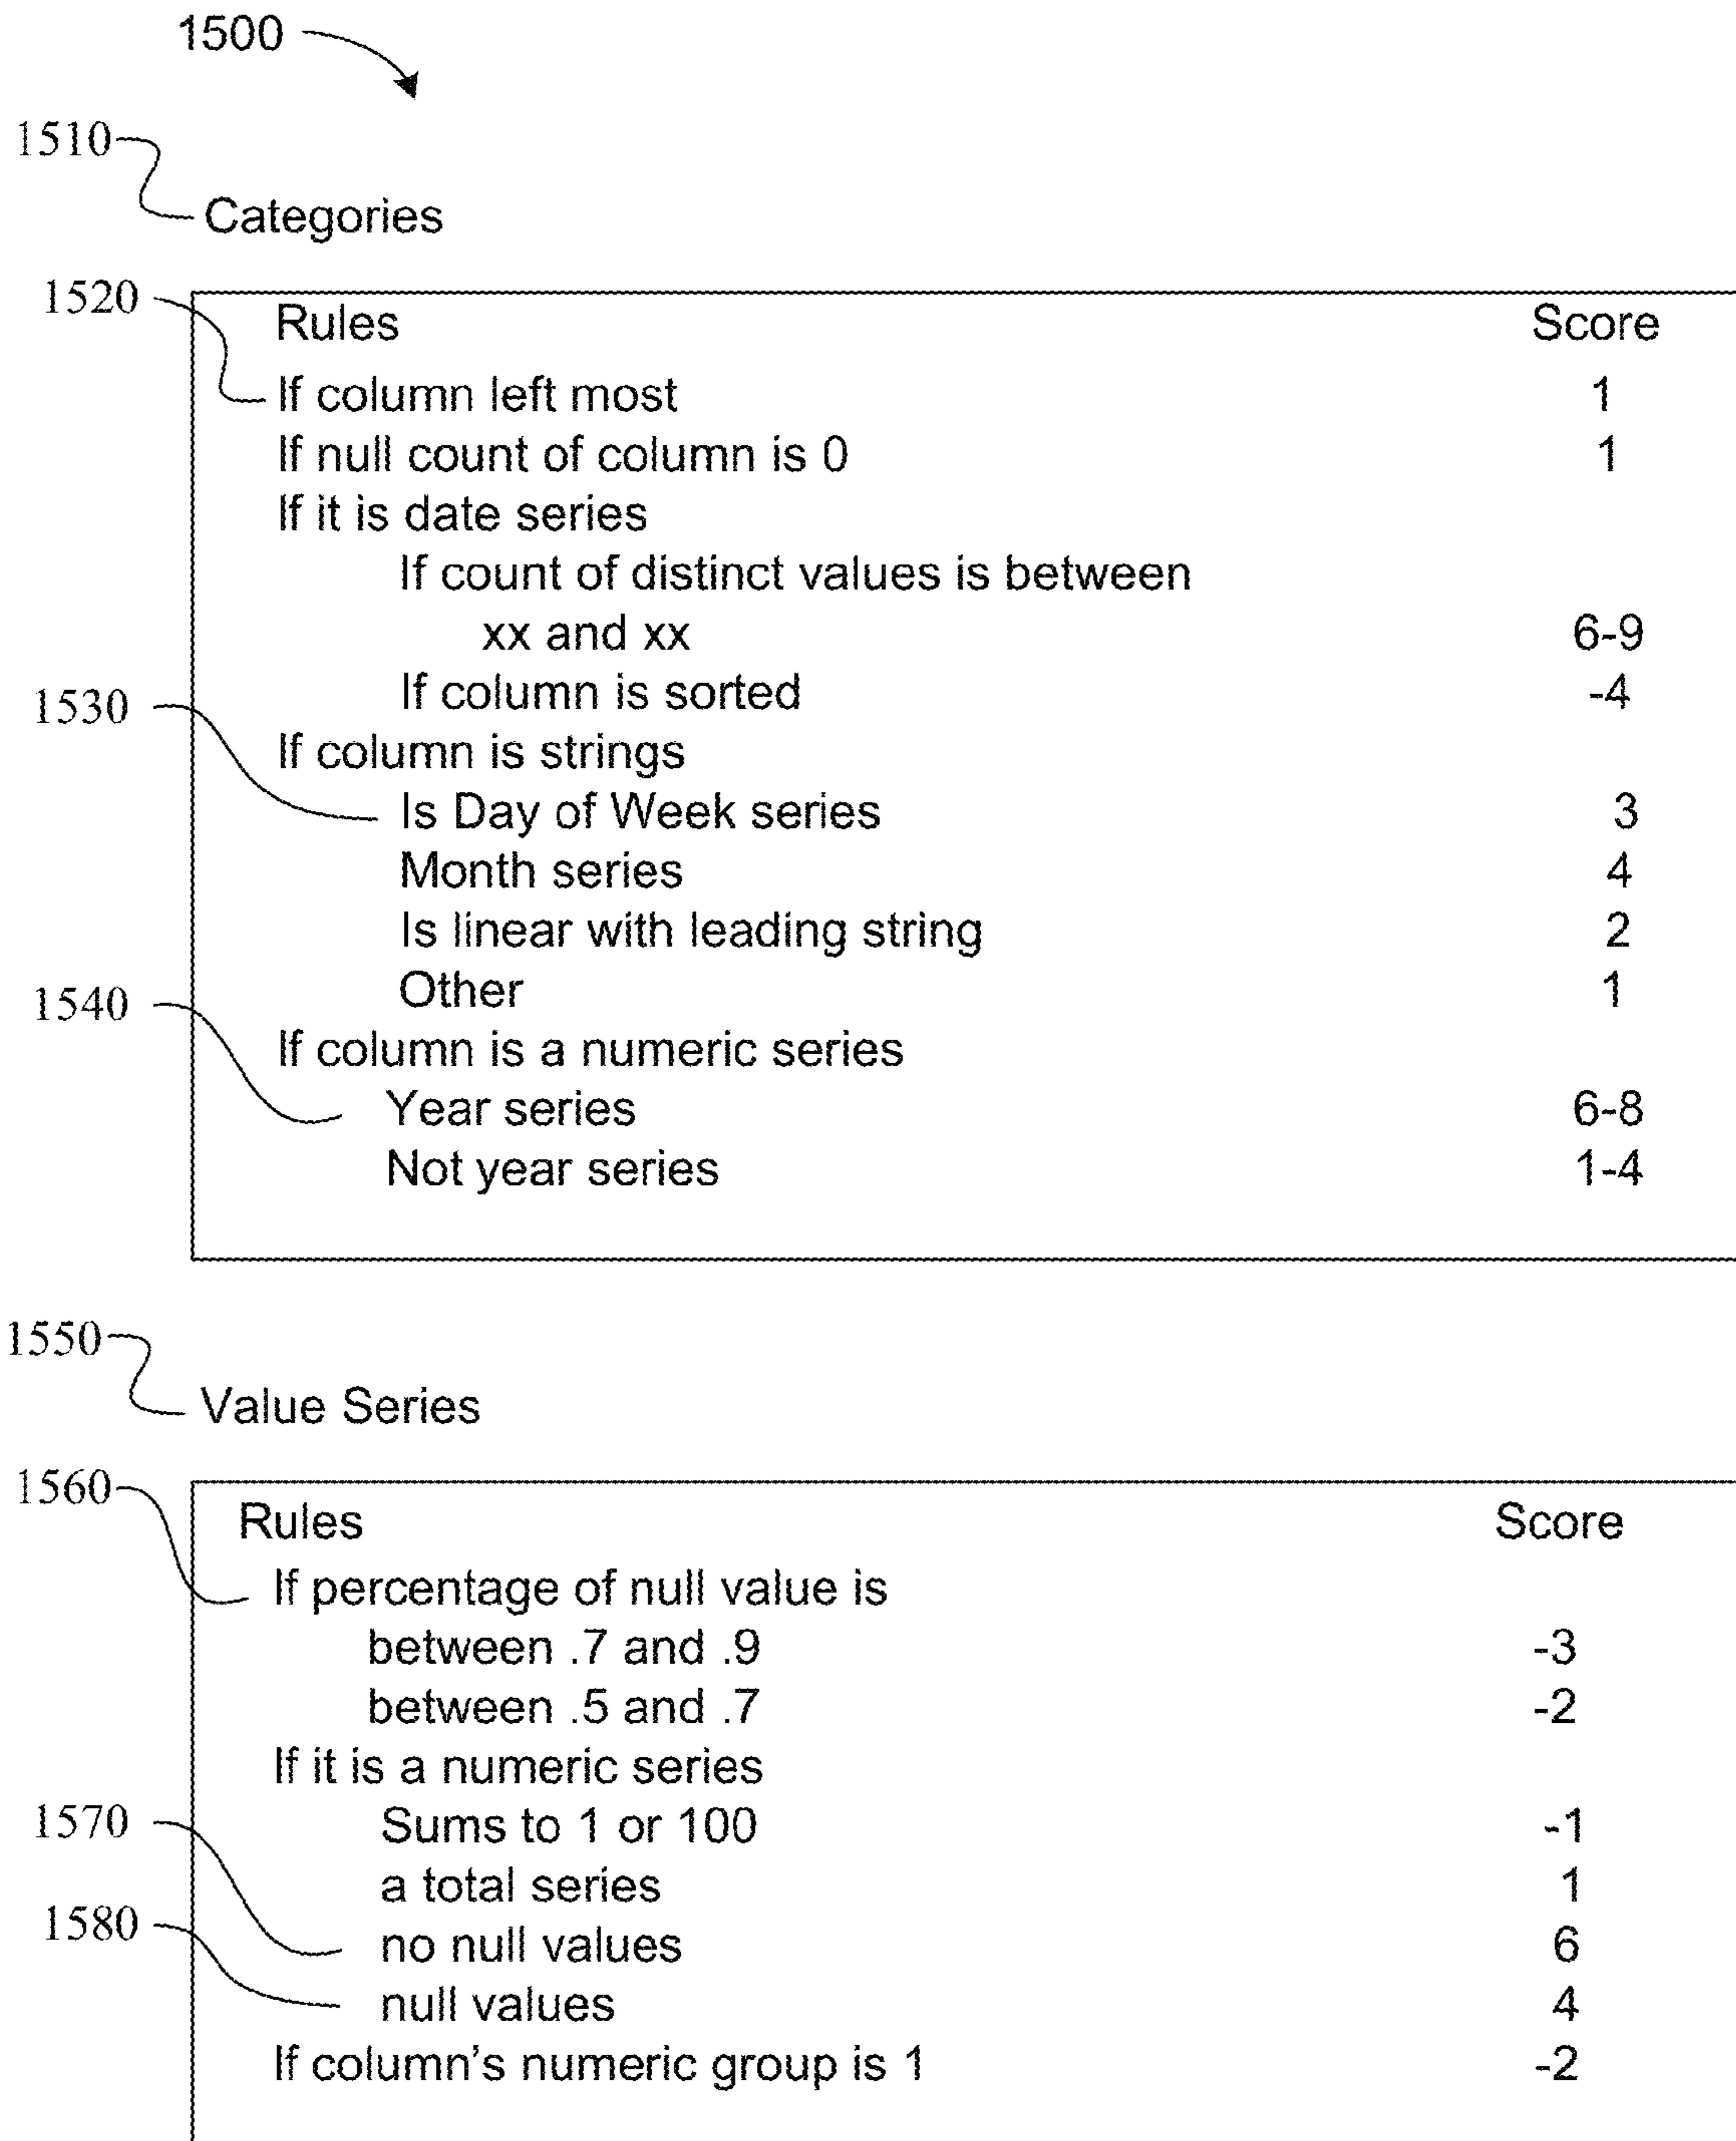 1500
1510
Categories
1520
Rules Score
If column left most 1
If null count of column is 0 1
If it is date series
If count of distinct values is between
xx and xx 6-9
If column is sorted -4
1530
If column is strings
Is Day of Week series 3
Month series 4
Is linear with leading string 2
Other 1
1540
If column is a numeric series
Year series 6-8
Not year series 1-4
1550
Value Series
1560
Rules Score
If percentage of null value is
between .7 and .9 -3
between .5 and .7 -2
If it is a numeric series
1570
Sums to 1 or 100 -1
a total series 1
1580
no null values 6
null values 4
If column's numeric group is 1 -2